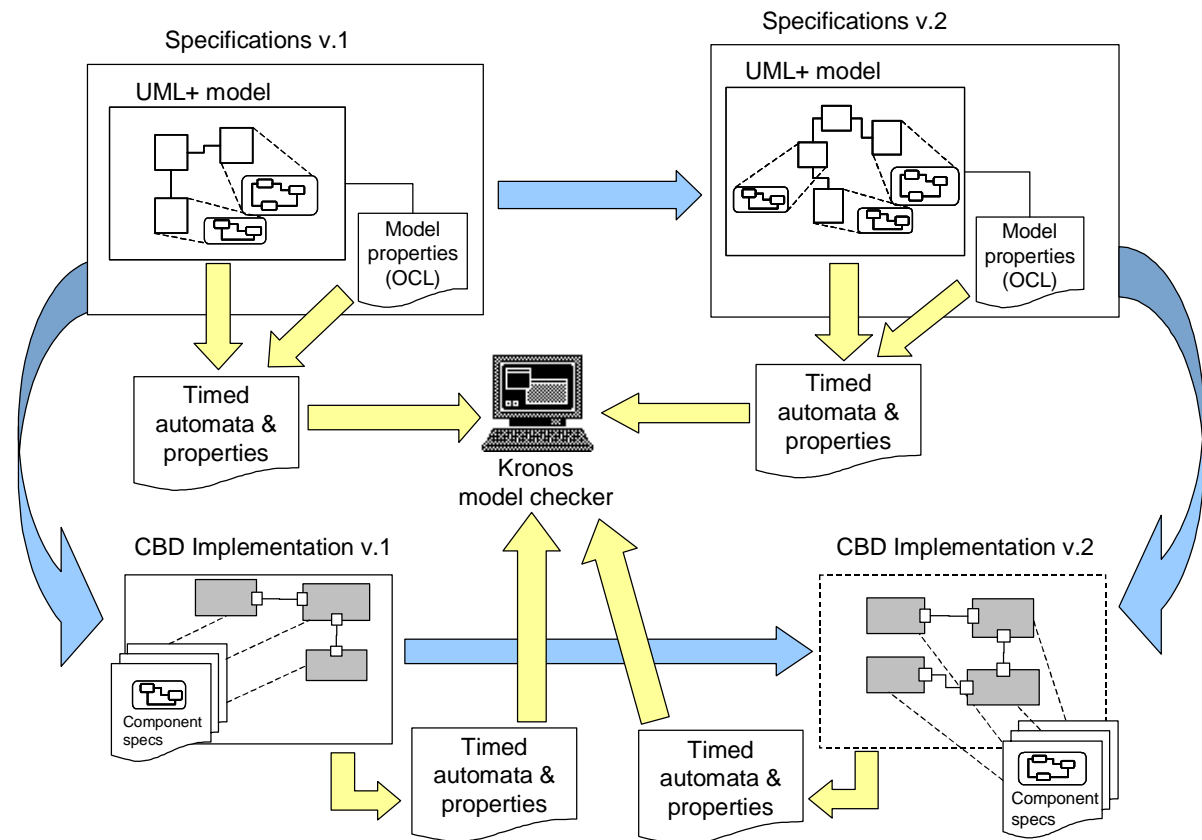 Specifications v.1
UML+ model
Model
properties
(OCL)
Specifications v.2
UML+ model
Model
properties
(OCL)
Timed
automata &
properties
Kronos
model checker
Timed
automata &
properties
CBD Implementation v.1
Component
specs
CBD Implementation v.2
Component
specs
Timed
automata &
properties
Timed
automata &
properties